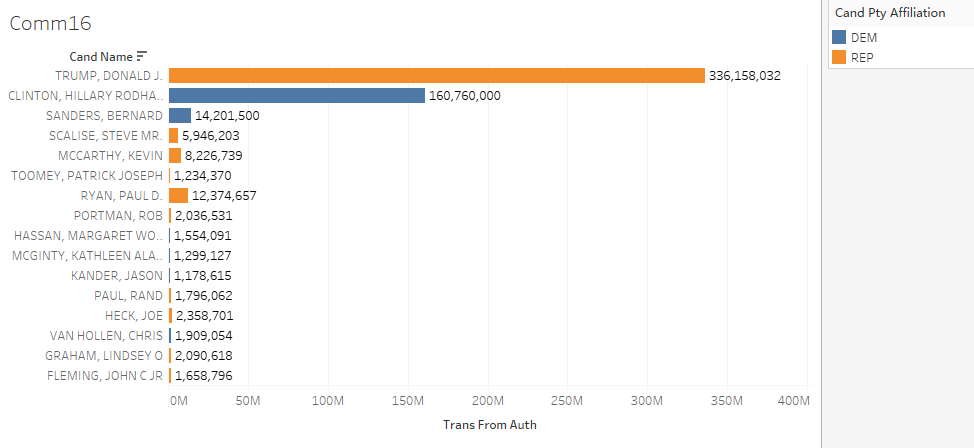 Comm16
Cand Pty Affiliation
DEM
REP
Cand Name
TRUMP, DONALD J. 336,158,032
CLINTON, HILLARY RODHA.. 160,760,000
SANDERS, BERNARD 14,201,500
SCALISE, STEVE MR. 5,946,203
MCCARTHY, KEVIN 8,226,739
TOOMEY, PATRICK JOSEPH 1,234,370
RYAN, PAUL D. 12,374,657
PORTMAN, ROB 2,036,531
HASSAN, MARGARET WO.. 1,554,091
MCGINTY, KATHLEEN ALA.. 1,299,127
KANDER, JASON 1,178,615
PAUL, RAND 1,796,062
HECK, JOE 2,358,701
VAN HOLLEN, CHRIS 1,909,054
GRAHAM, LINDSEY O 2,090,618
FLEMING, JOHN C JR 1,658,796
0M 50M 100M 150M 200M 250M 300M 350M 400M
Trans From Auth